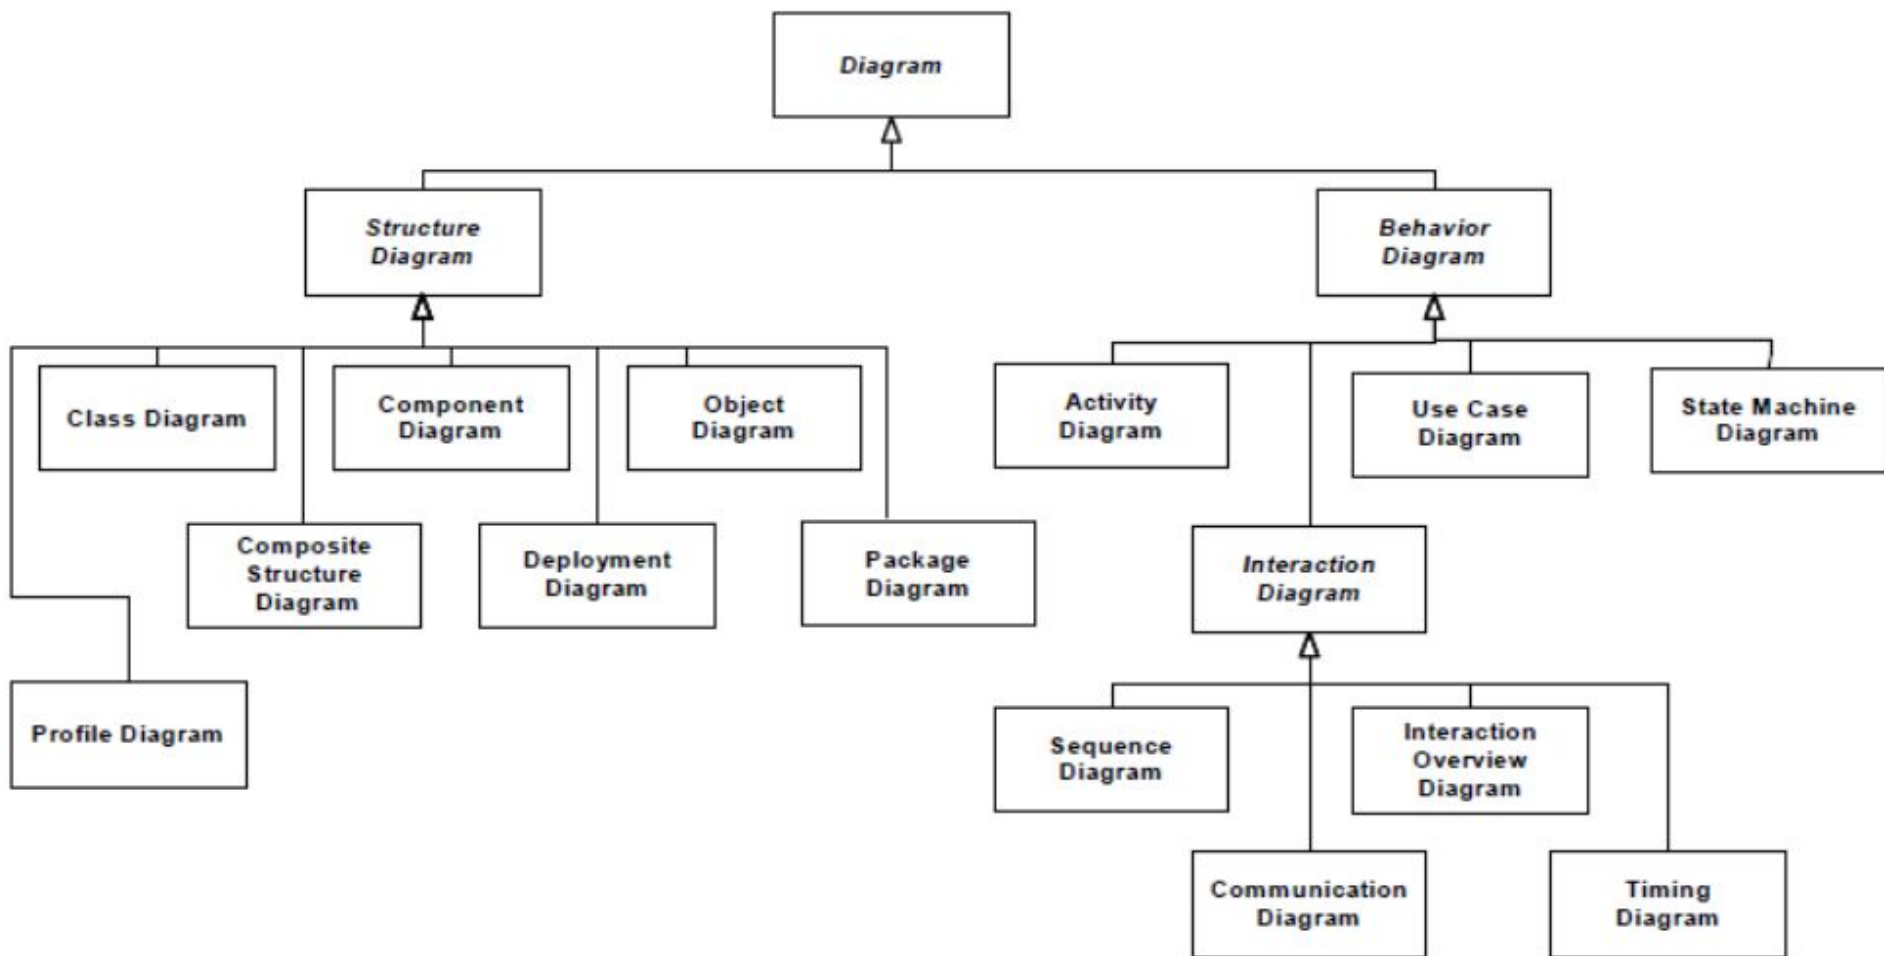 Diagram
Structure
Diagram
Behavior
Diagram
Class Diagram
Component
Diagram
Object
Diagram
Activity
Diagram
Use Case
Diagram
State Machine
Diagram
Composite
Structure
Diagram
Deployment
Diagram
Package
Diagram
Interaction
Diagram
Profile Diagram
Sequence
Diagram
Interaction
Overview
Diagram
Communication
Diagram
Timing
Diagram